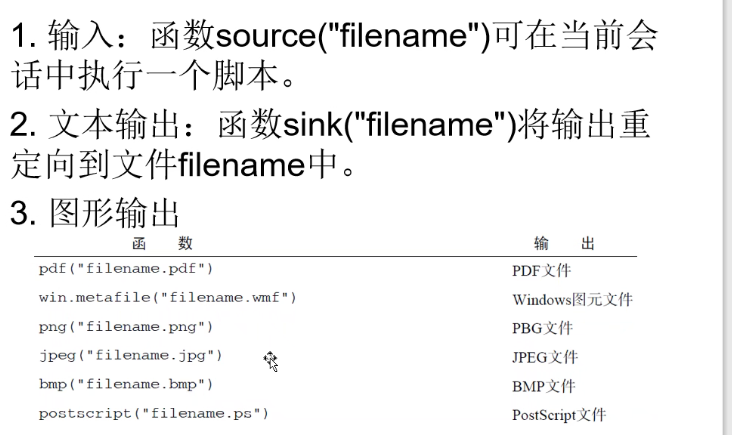 1. 输入：函数source("filename")可在当前会
话中执行一个脚本。
2. 文本输出：函数sink("filename")将输出重
定向到文件filename中。
3. 图形输出
函 数 输 出
pdf("filename.pdf") PDF文件
win.metafile("filename.wmf") Windows图元文件
png("filename.png") PBG文件
jpeg("filename.jpg") JPEG文件
bmp("filename.bmp") BMP文件
postscript("filename.ps") PostScript文件